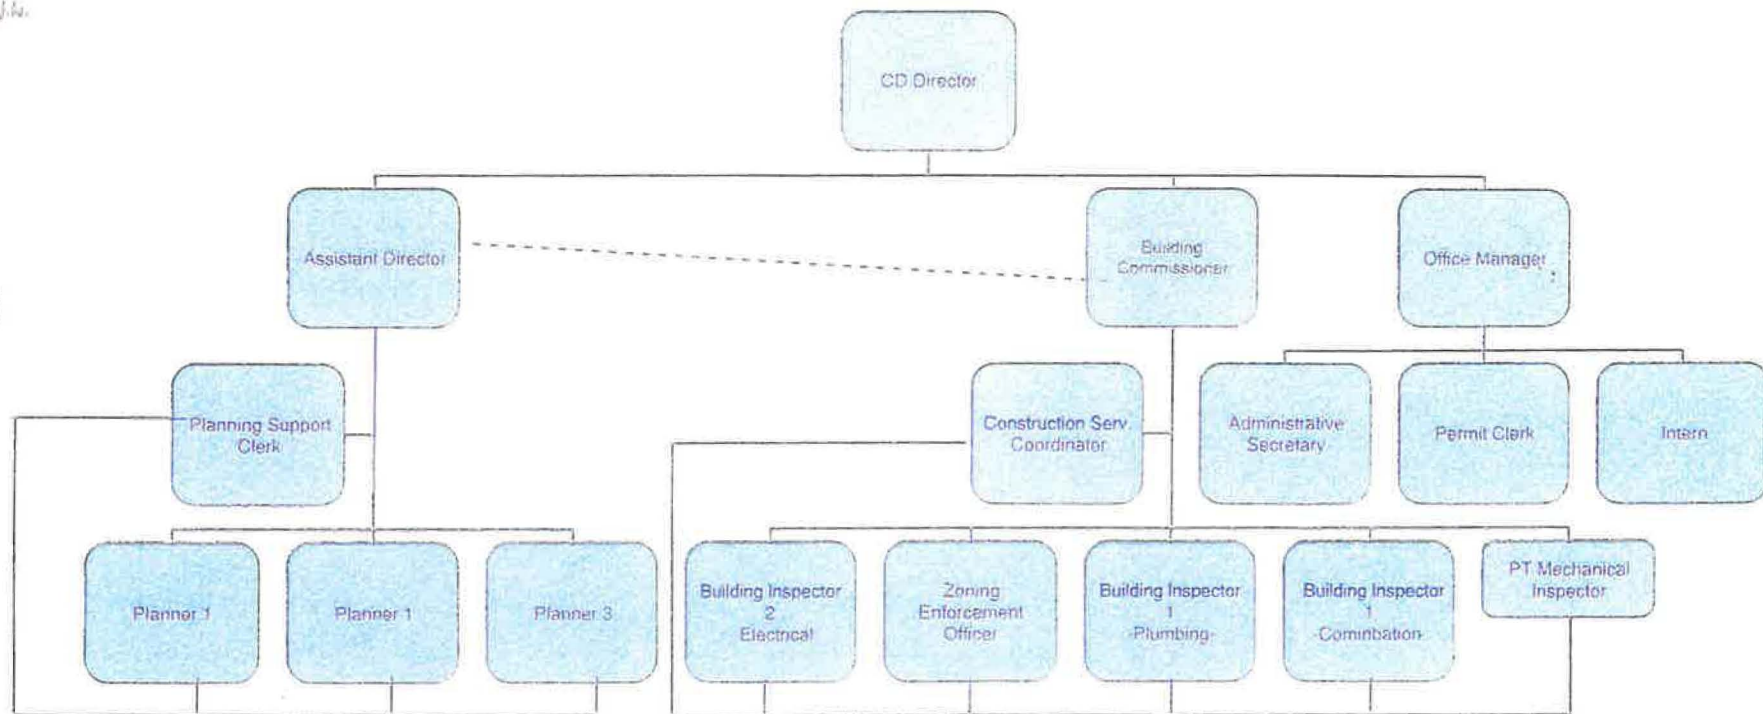 CD Director
Assistant Director
Building
Commissioner
Office Manager
Planning Support
Clerk
Construction Serv.
Coordinator
Administrative
Secretary
Permit Clerk
Intern
Planner 1
Planner 1
Planner 3
Building Inspector
2
Electrical
Zoning
Enforcement
Officer
Building Inspector
1
-Plumbing-
Building Inspector
1
-Cominbation-
PT Mechanical
Inspector